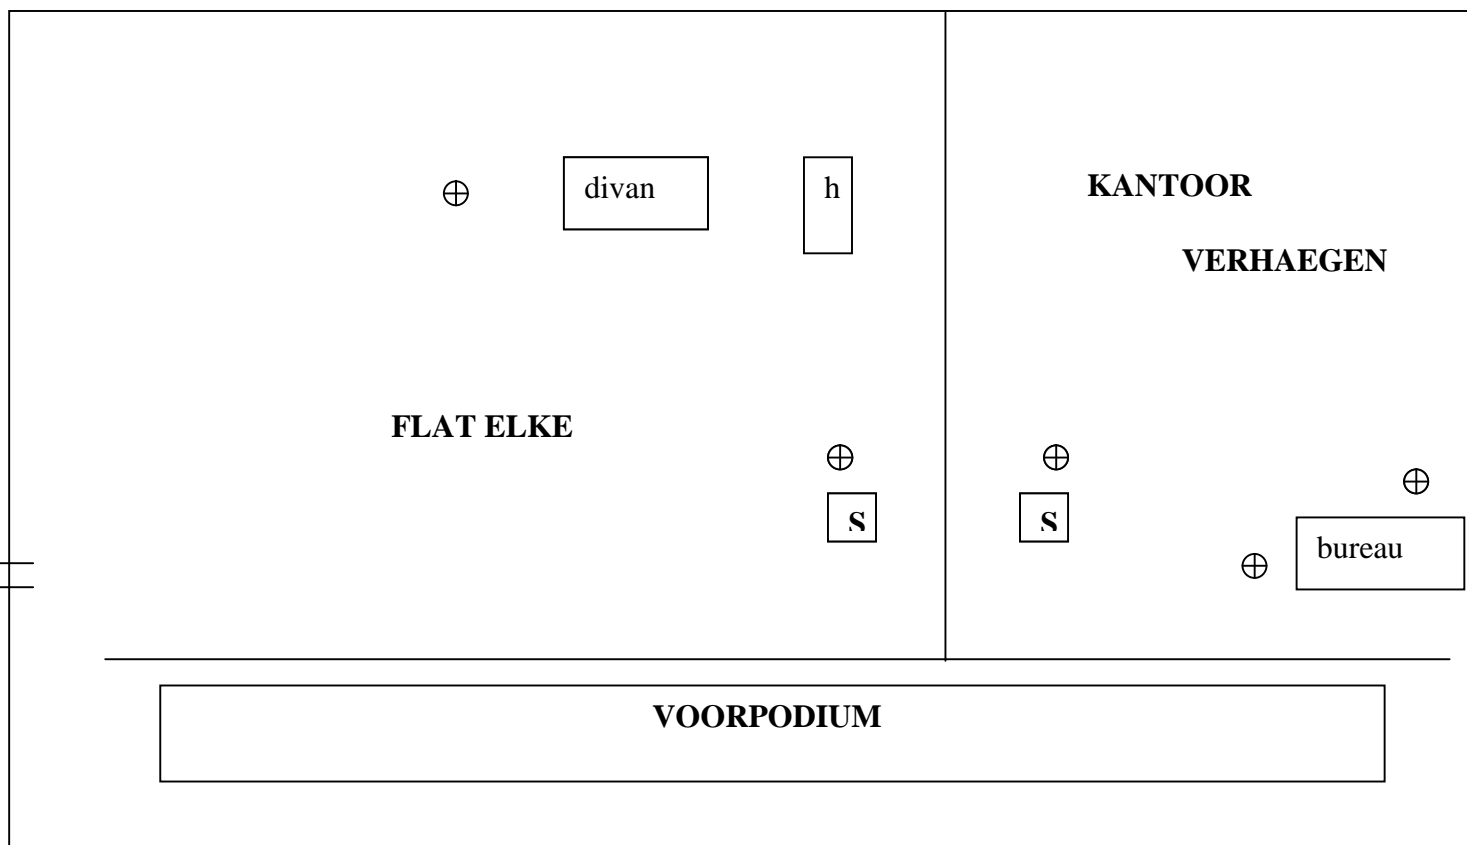 divan
h
KANTOOR
VERHAEGEN
FLAT ELKE
S
S
bureau
VOORPODIUM